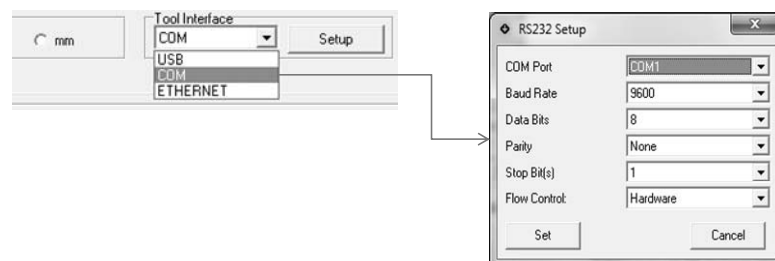 Tool Interface
mm
COM
Setup
USB
COM
ETHERNET
RS232 Setup
COM Port
COM1
Baud Rate
9600
Data Bits
8
Parity
None
Stop Bit(s)
1
Flow Control:
Hardware
Set
Cancel